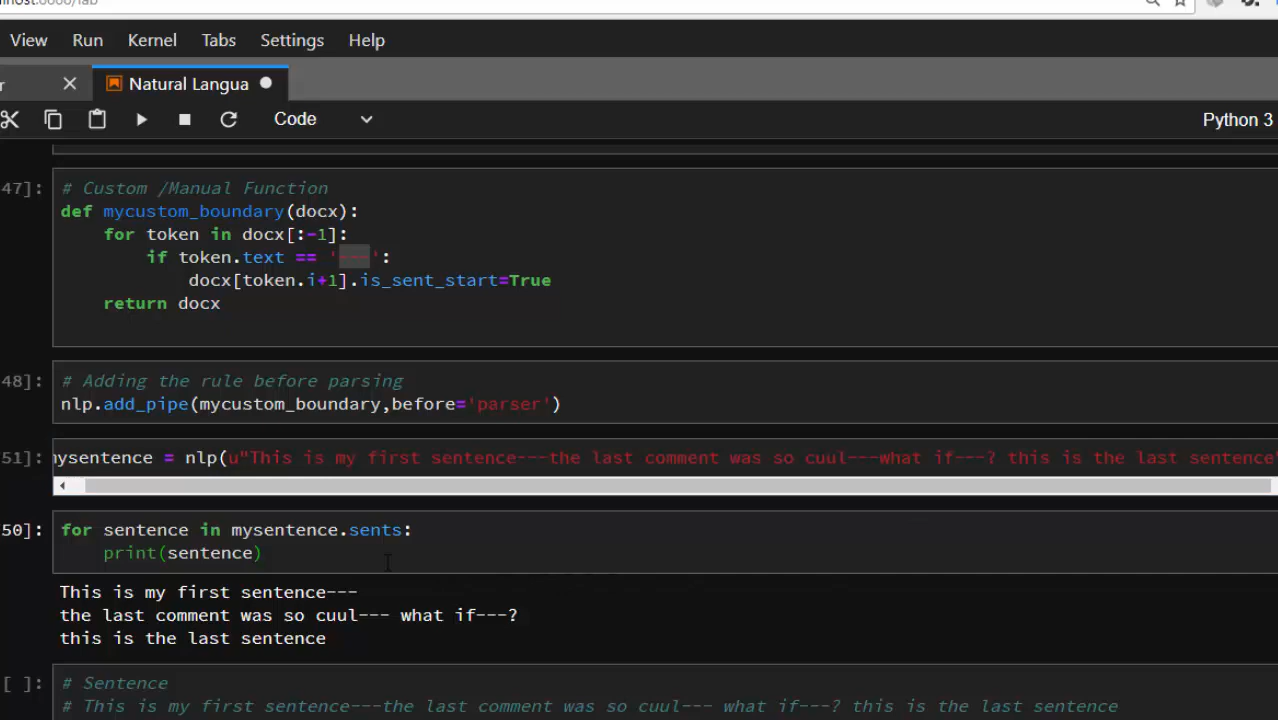 View Run Kernel Tabs Settings Help
r Natural Langua
Code Python 3
47]: # Custom /Manual Function
def mycustom_boundary(docx):
for token in docx[:-1]:
if token.text == '---':
docx[token.i+1].is_sent_start=True
return docx
48]: # Adding the rule before parsing
nlp.add_pipe(mycustom_boundary,before='parser')
51]: mysentence = nlp(u"This is my first sentence---the last comment was so cuul---what if---? this is the last sentence"
50]: for sentence in mysentence.sents:
print(sentence)
This is my first sentence---
the last comment was so cuul--- what if---?
this is the last sentence
[ ]: # Sentence
# This is my first sentence---the last comment was so cuul--- what if---? this is the last sentence